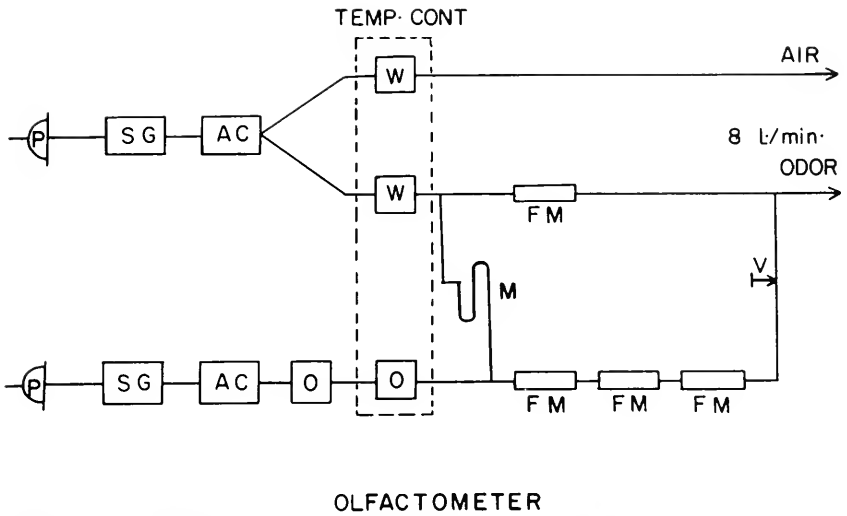 TEMP. CONT
W
AIR
P
SG
AC
8 L./min.
ODOR
W
FM
V
M
P
SG
AC
O
O
FM
FM
FM
OLFACTOMETER